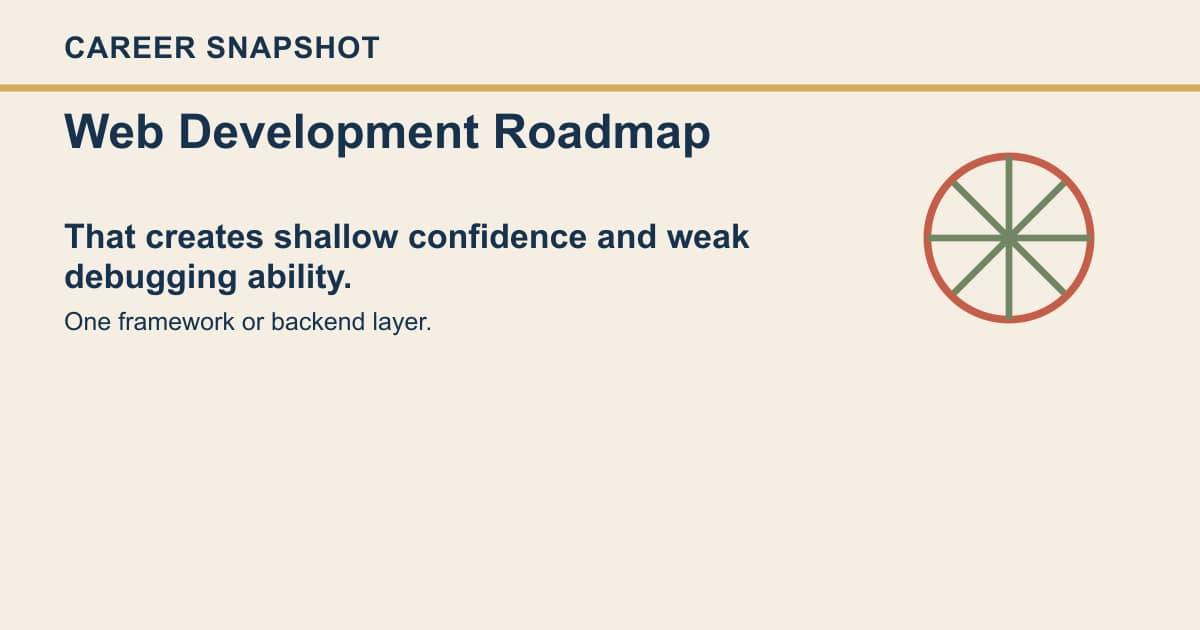 CAREER SNAPSHOT
Web Development Roadmap
That creates shallow confidence and weak
debugging ability.
One framework or backend layer.